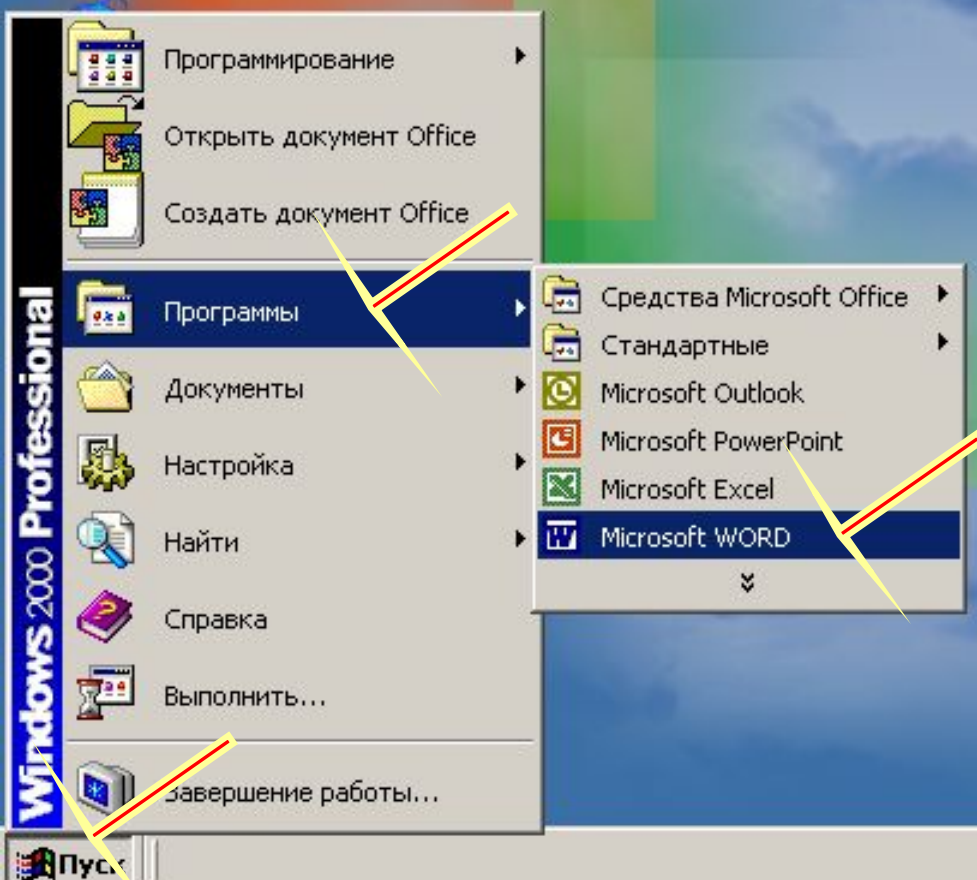 Программирование
Открыть документ Office
Создать документ Office
Программы
Документы
Настройка
Найти
Справка
Выполнить...
Завершение работы...
Windows 2000 Professional
Средства Microsoft Office
Стандартные
Microsoft Outlook
Microsoft PowerPoint
Microsoft Excel
Microsoft WORD
Пуск